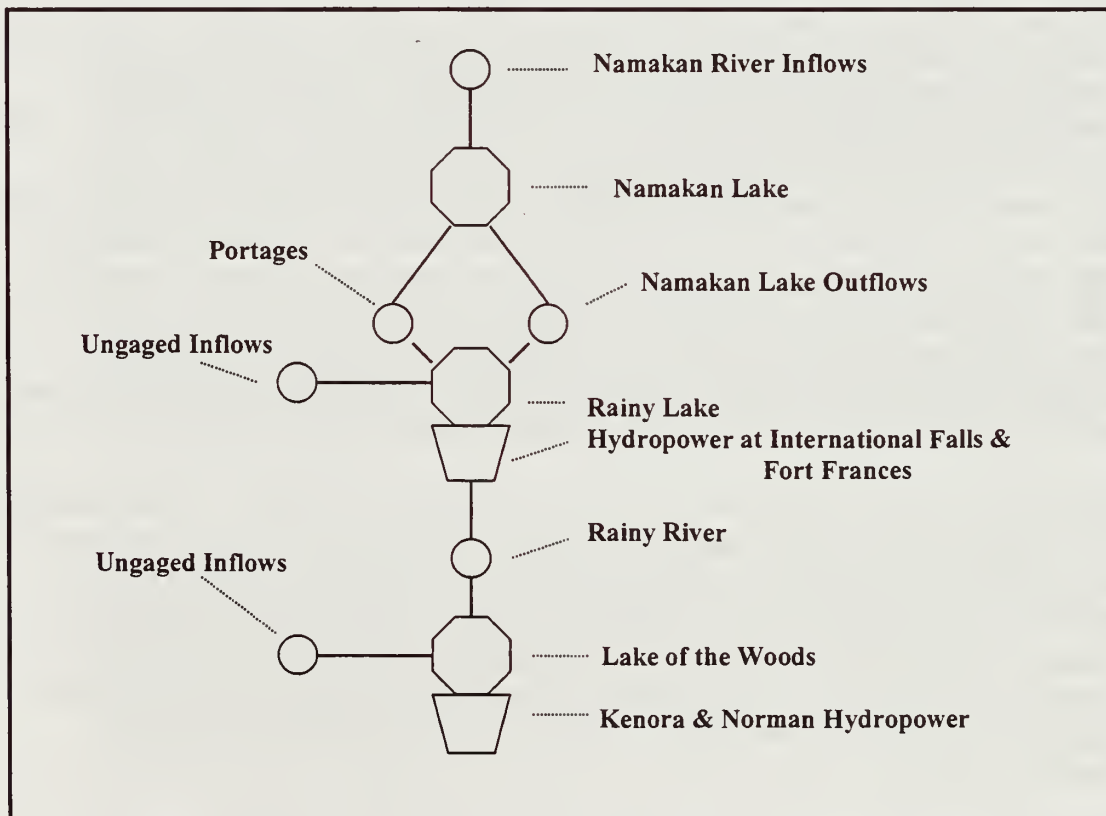 Namakan River Inflows
Namakan Lake
Portages
Namakan Lake Outflows
Ungaged Inflows
Rainy Lake
Hydropower at International Falls &
Fort Frances
Rainy River
Ungaged Inflows
Lake of the Woods
Kenora & Norman Hydropower